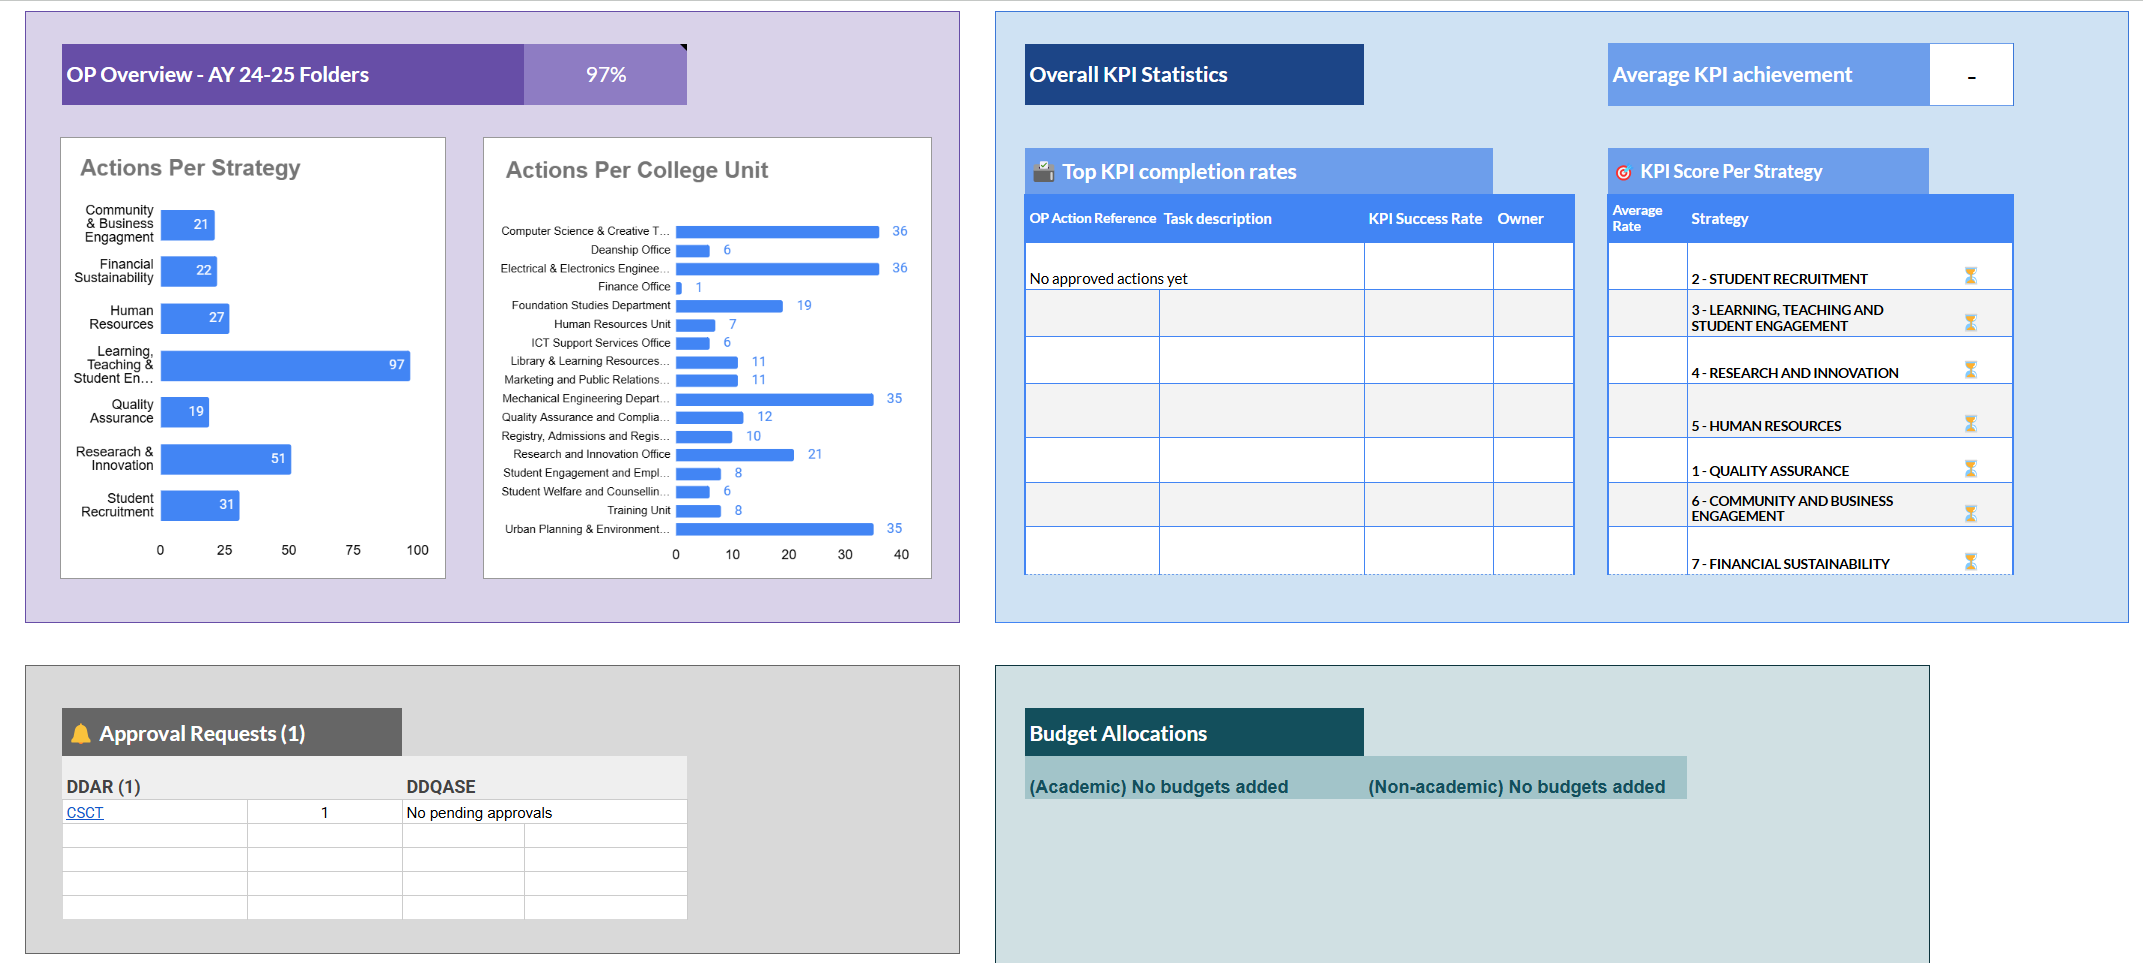 OP Overview - AY 24-25 Folders
97%
Actions Per Strategy
Community
& Business
Engagment
21
Financial
Sustainability
22
Human
Resources
27
Learning,
Teaching &
Student En...
97
Quality
Assurance
19
Researach &
Innovation
51
Student
Recruitment
31
0 25 50 75 100
Actions Per College Unit
Computer Science & Creative T... 36
Deanship Office 6
Electrical & Electronics Enginee... 36
Finance Office 1
Foundation Studies Department 19
Human Resources Unit 7
ICT Support Services Office 6
Library & Learning Resources... 11
Marketing and Public Relations... 11
Mechanical Engineering Depart... 35
Quality Assurance and Complia... 12
Registry, Admissions and Regis... 10
Research and Innovation Office 21
Student Engagement and Empl... 8
Student Welfare and Counsellin... 6
Training Unit 8
Urban Planning & Environment... 35
0 10 20 30 40
Overall KPI Statistics
Average KPI achievement
-
Top KPI completion rates
OP Action Reference Task description KPI Success Rate Owner
No approved actions yet
KPI Score Per Strategy
Average
Rate
Strategy
2 - STUDENT RECRUITMENT
3 - LEARNING, TEACHING AND
STUDENT ENGAGEMENT
4 - RESEARCH AND INNOVATION
5 - HUMAN RESOURCES
1 - QUALITY ASSURANCE
6 - COMMUNITY AND BUSINESS
ENGAGEMENT
7 - FINANCIAL SUSTAINABILITY
Approval Requests (1)
DDAR (1) DDQASE
CSCT 1 No pending approvals
Budget Allocations
(Academic) No budgets added (Non-academic) No budgets added